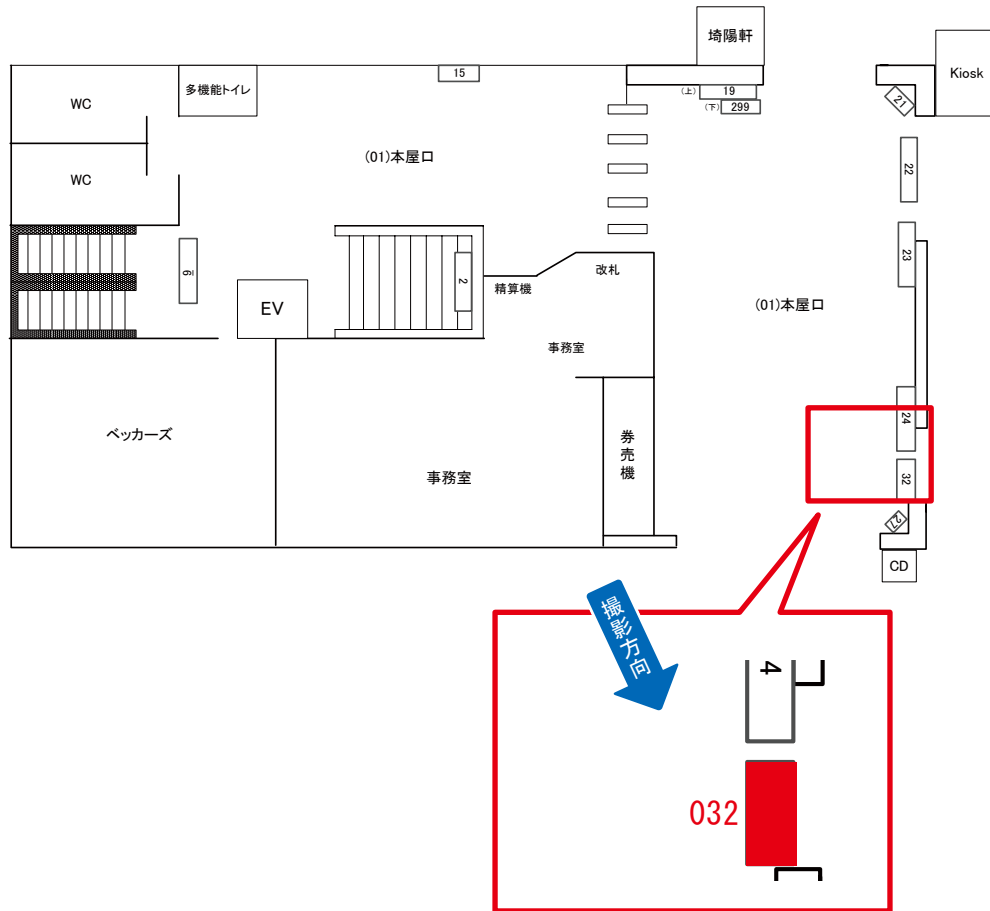 埼陽軒
Kiosk
15
多機能トイレ
WC
(上)
19
(下)
299
21
(01)本屋口
22
WC
23
6
2
改札
精算機
EV
(01)本屋口
事務室
24
ベッカーズ
券売機
事務室
32
27
CD
撮影方向
4
032